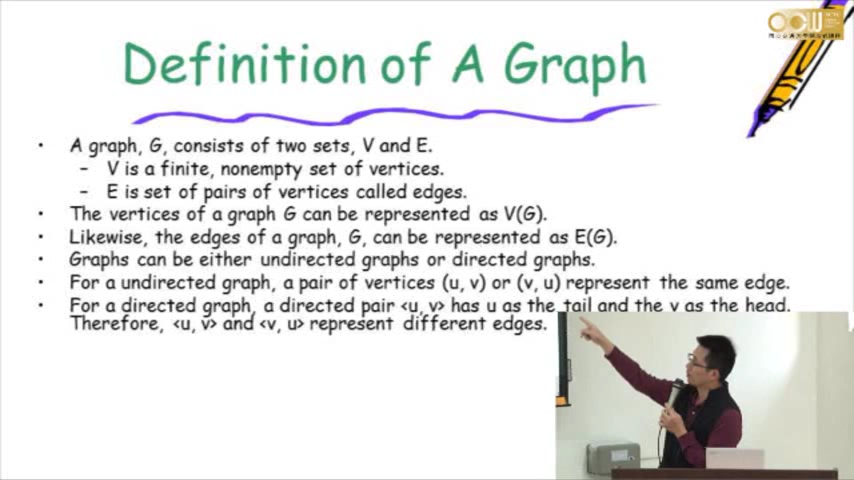 Definition of A Graph
• A graph, G, consists of two sets, V and E.
– V is a finite, nonempty set of vertices.
– E is set of pairs of vertices called edges.
• The vertices of a graph G can be represented as V(G).
• Likewise, the edges of a graph, G, can be represented as E(G).
• Graphs can be either undirected graphs or directed graphs.
• For a undirected graph, a pair of vertices (u, v) or (v, u) represent the same edge.
• For a directed graph, a directed pair <u, v> has u as the tail and the v as the head.
Therefore, <u, v> and <v, u> represent different edges.
OCW